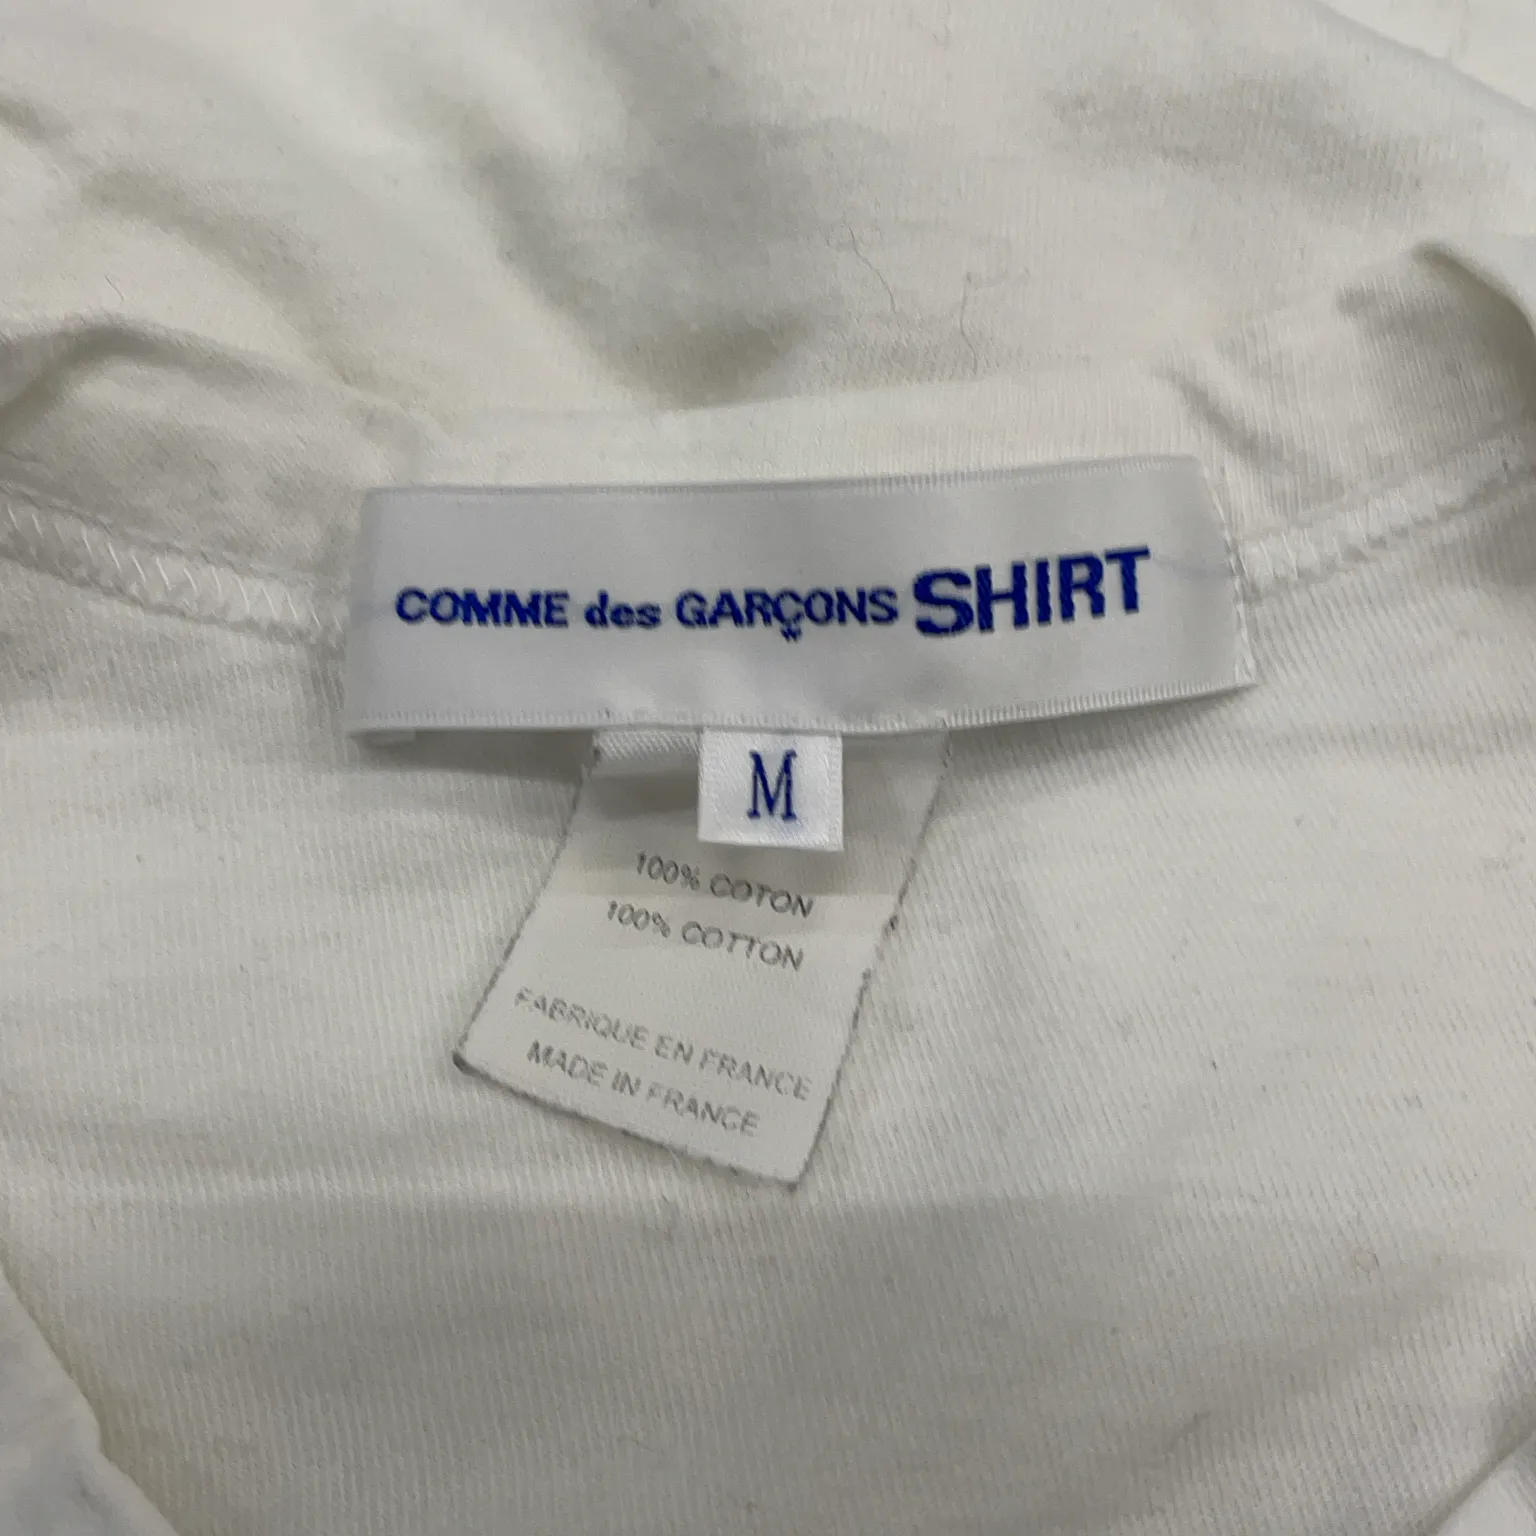 COMME des GARÇONS SHIRT
M
100% COTON
100% COTTON
FABRIQUE EN FRANCE
MADE IN FRANCE